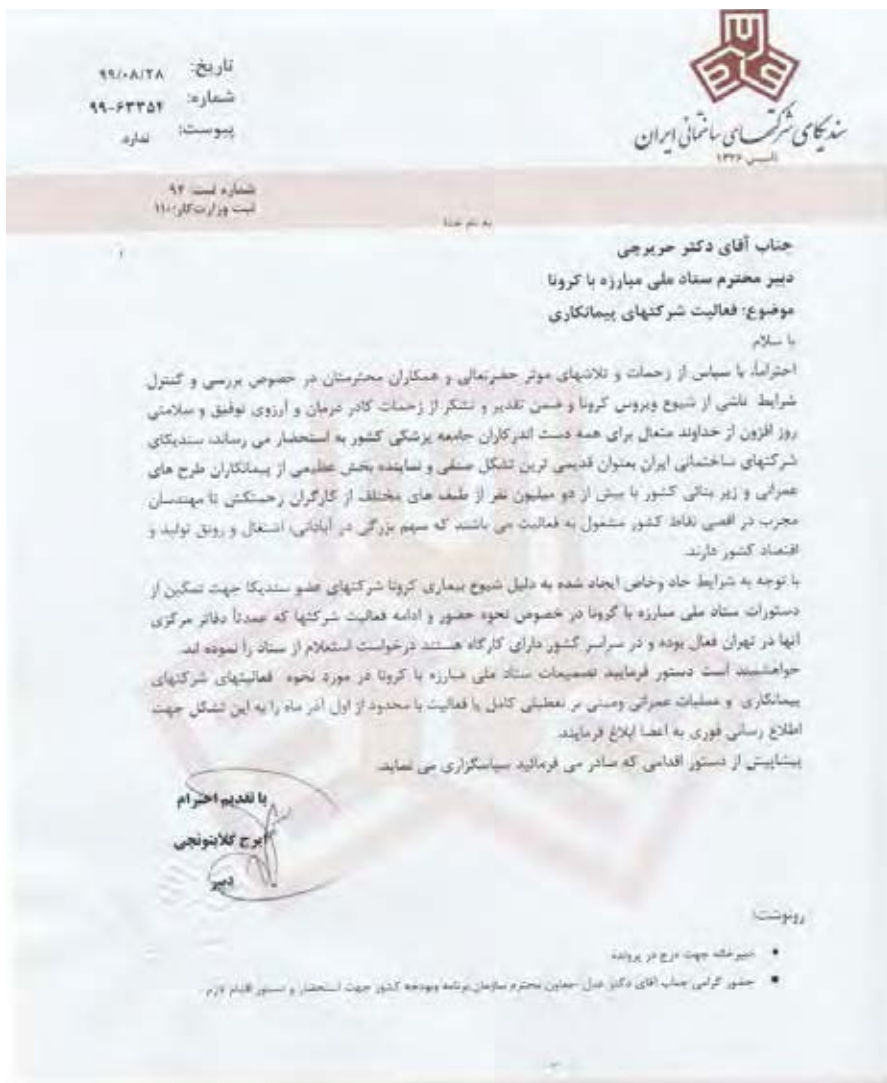 سندیکای شرکتهای ساختمانی ایران
تاسیس ۱۳۲۶
تاریخ: ۹۹/۰۸/۲۸
شماره: ۹۹-۶۳۳۵۴
پیوست: ندارد
شماره ثبت: ۹۴
ثبت وزارت کار: ۱۱۰
به نام خدا
جناب آقای دکتر حریرچی
دبیر محترم ستاد ملی مبارزه با کرونا
موضوع: فعالیت شرکتهای پیمانکاری
با سلام
احتراماً، با سپاس از زحمات و تلاشهای موثر حضرتعالی و همکاران محترمتان در خصوص بررسی و کنترل
شرایط ناشی از شیوع ویروس کرونا و ضمن تقدیر و تشکر از زحمات کادر درمان و آرزوی توفیق و سلامتی
روز افزون از خداوند متعال برای همه دست اندرکاران جامعه پزشکی کشور به استحضار می رساند، سندیکای
شرکتهای ساختمانی ایران بعنوان قدیمی ترین تشکل صنفی و نماینده بخش عظیمی از پیمانکاران طرح های
عمرانی و زیر بنائی کشور با بیش از دو میلیون نفر از طیف های مختلف از کارگران زحمتکش تا مهندسان
مجرب در اقصی نقاط کشور مشغول به فعالیت می باشند که سهم بزرگی در آبادانی، اشتغال و رونق تولید و
اقتصاد کشور دارند.
با توجه به شرایط حاد وخاص ایجاد شده به دلیل شیوع بیماری کرونا شرکتهای عضو سندیکا جهت تمکین از
دستورات ستاد ملی مبارزه با کرونا در خصوص نحوه حضور و ادامه فعالیت شرکتها که عمدتاً دفاتر مرکزی
آنها در تهران فعال بوده و در سراسر کشور دارای کارگاه هستند درخواست استعلام از ستاد را نموده اند.
خواهشمند است دستور فرمایید تصمیمات ستاد ملی مبارزه با کرونا در مورد نحوه فعالیتهای شرکتهای
پیمانکاری و عملیات عمرانی ومبنی بر تعطیلی کامل یا فعالیت با محدود از اول آذر ماه را به این تشکل جهت
اطلاع رسانی فوری به اعضا ابلاغ فرمایند.
پیشاپیش از دستور اقدامی که صادر می فرمائید سپاسگزاری می نماید.
با تقدیم احترام
ایرج گلابتونچی
دبیر
رونوشت:
دبیرخانه جهت درج در پرونده
حضور گرامی جناب آقای دکتر عدل معاون محترم سازمان برنامه وبودجه کشور جهت استحضار و دستور اقدام لازم